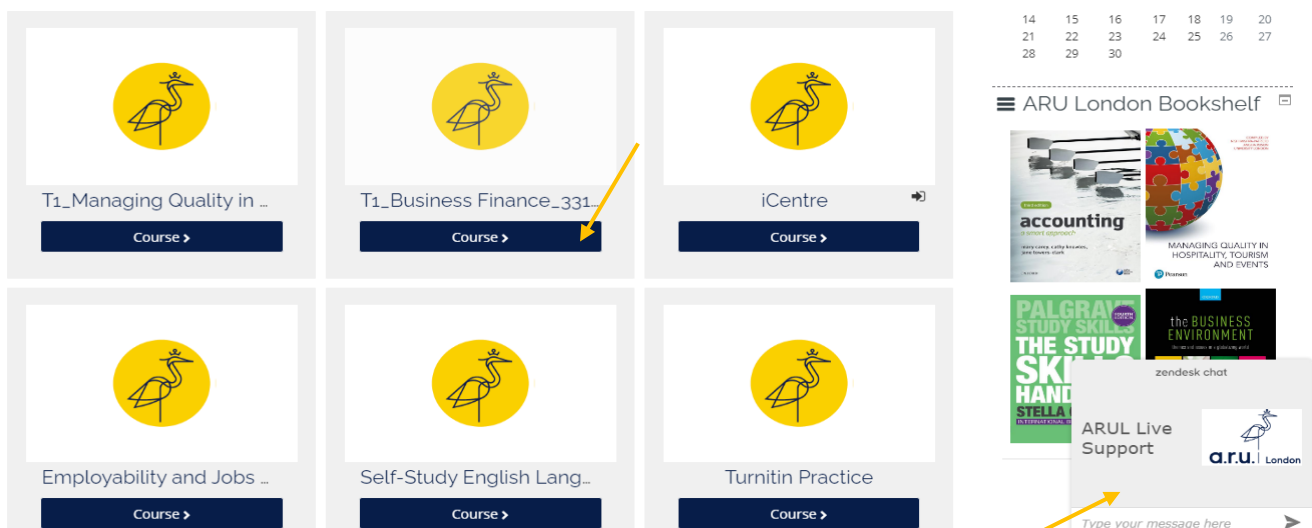 T1_Managing Quality in ...
Course >
T1_Business Finance_331...
Course >
iCentre
Course >
Employability and Jobs ...
Course >
Self-Study English Lang...
Course >
Turnitin Practice
Course >
14 15 16 17 18 19 20
21 22 23 24 25 26 27
28 29 30
ARU London Bookshelf
accounting
a smart approach
MANAGING QUALITY IN
HOSPITALITY, TOURISM
AND EVENTS
Pearson
PALGRAVE
STUDY SKILLS
THE STUDY
SK
HAND
STELLA
the BUSINESS
ENVIRONMENT
zendesk chat
ARUL Live
Support
a.r.u. London
Type your message here